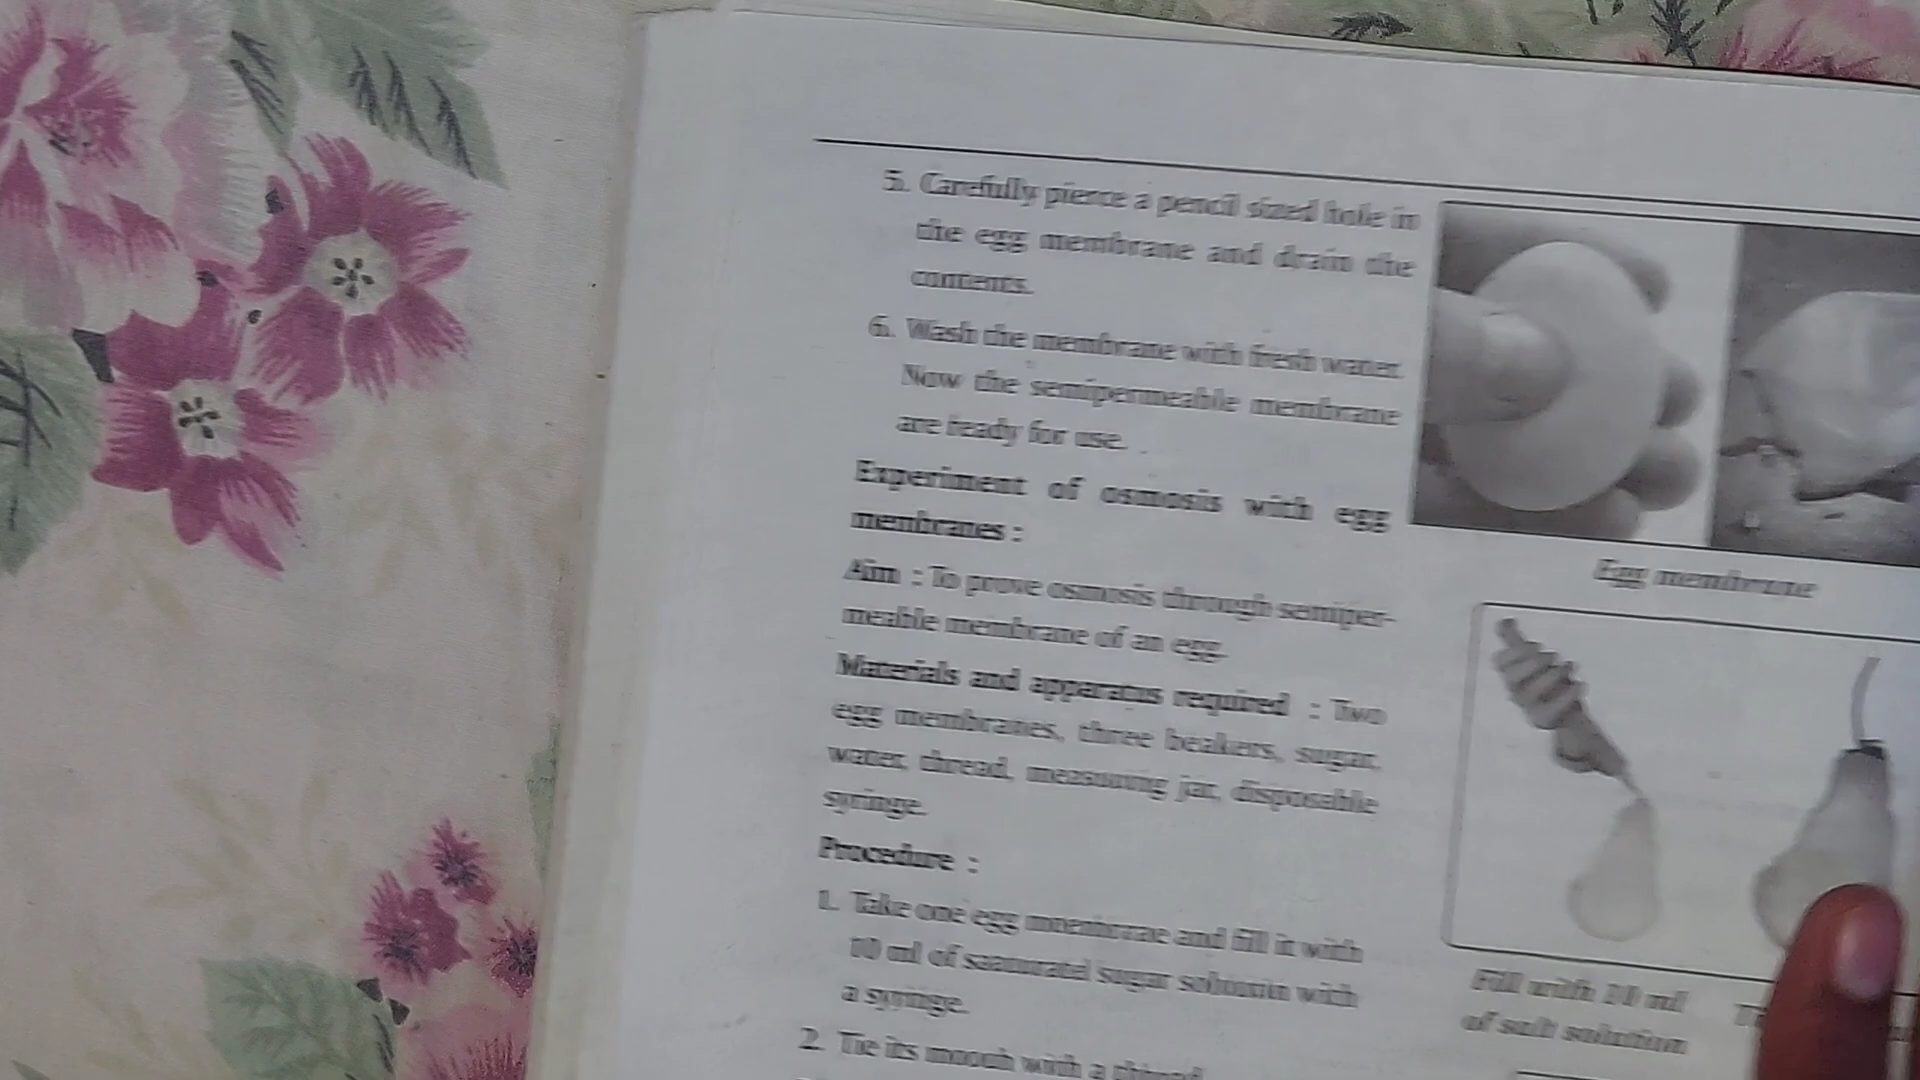 5. Carefully pierce a pencil sized hole in
the egg membrane and drain the
contents.
6. Wash the membrane with fresh water.
Now the semipermeable membrane
are ready for use.
Experiment of osmosis with egg
membranes :
Aim : To prove osmosis through semiper-
meable membrane of an egg.
Materials and apparatus required : Two
egg membranes, three beakers, sugar,
water, thread, measuring jar, disposable
syringe.
Procedure :
1. Take one egg membrane and fill it with
10 ml of saturated sugar solution with
a syringe.
2. Tie its mouth with a thread.
Egg membrane
Fill with 10 ml
of salt solution